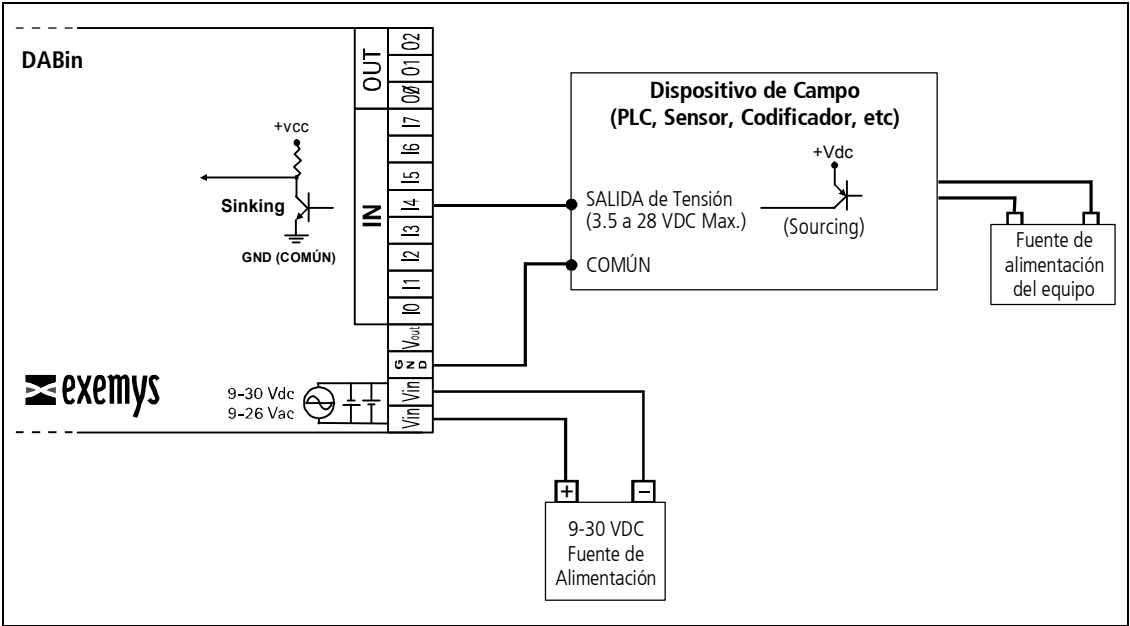 DABin
OUT
O2
O1
O0
IN
I7
I6
I5
I4
I3
I2
I1
I0
Vout
GND
Vin
Vin
+vcc
Sinking
GND (COMÚN)
exemys
9-30 Vdc
9-26 Vac
Dispositivo de Campo
(PLC, Sensor, Codificador, etc)
+Vdc
SALIDA de Tensión
(3.5 a 28 VDC Max.)
(Sourcing)
COMÚN
Fuente de
alimentación
del equipo
+
−
9-30 VDC
Fuente de
Alimentación